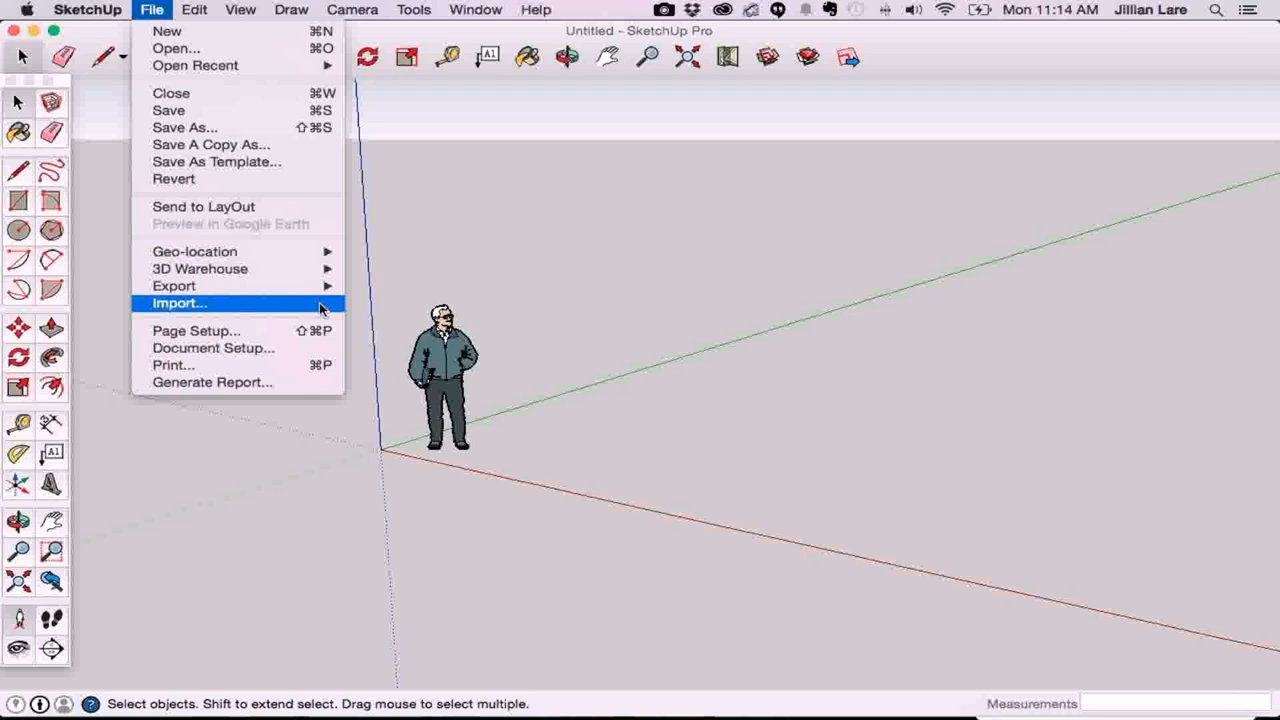 SketchUp File Edit View Draw Camera Tools Window Help Mon 11:14 AM Jillian Lare
Untitled - SketchUp Pro
New ⌘N
Open... ⌘O
Open Recent
Close ⌘W
Save ⌘S
Save As... ⇧⌘S
Save A Copy As...
Save As Template...
Revert
Send to LayOut
Preview in Google Earth
Geo-location
3D Warehouse
Export
Import...
Page Setup... ⇧⌘P
Document Setup...
Print... ⌘P
Generate Report...
A1
A1
Select objects. Shift to extend select. Drag mouse to select multiple. Measurements